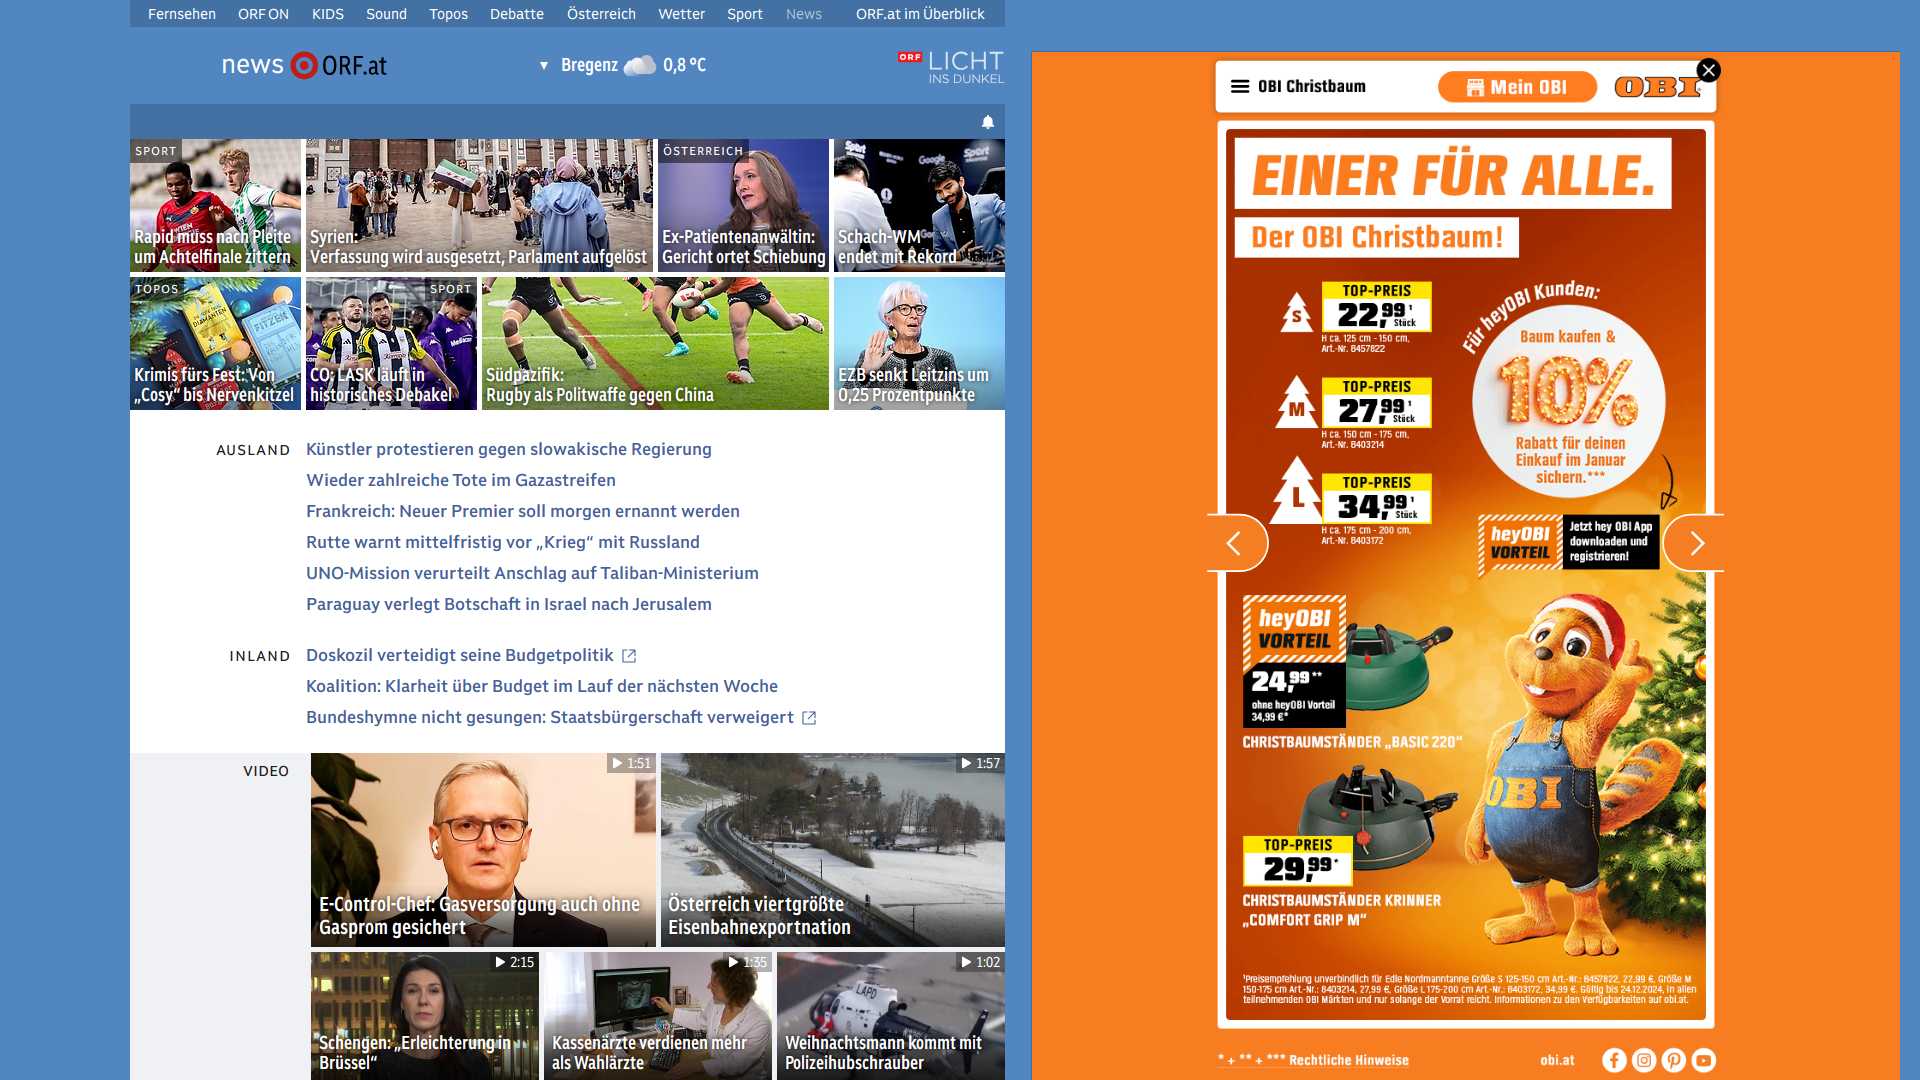 Fernsehen ORF ON KIDS Sound Topos Debatte Österreich Wetter Sport News ORF.at im Überblick
news ORF.at
Bregenz 0,8 °C
ORF LICHT
INS DUNKEL
SPORT
Rapid muss nach Pleite
um Achtelfinale zittern
Syrien:
Verfassung wird ausgesetzt, Parlament aufgelöst
ÖSTERREICH
Ex-Patientenanwältin:
Gericht ortet Schiebung
Schach-WM
endet mit Rekord
TOPOS
Krimis fürs Fest: Von
„Cosy“ bis Nervenkitzel
SPORT
CO: LASK läuft in
historisches Debakel
Südpazifik:
Rugby als Politwaffe gegen China
EZB senkt Leitzins um
0,25 Prozentpunkte
AUSLAND
Künstler protestieren gegen slowakische Regierung
Wieder zahlreiche Tote im Gazastreifen
Frankreich: Neuer Premier soll morgen ernannt werden
Rutte warnt mittelfristig vor „Krieg“ mit Russland
UNO-Mission verurteilt Anschlag auf Taliban-Ministerium
Paraguay verlegt Botschaft in Israel nach Jerusalem
INLAND
Doskozil verteidigt seine Budgetpolitik
Koalition: Klarheit über Budget im Lauf der nächsten Woche
Bundeshymne nicht gesungen: Staatsbürgerschaft verweigert
VIDEO
1:51
E-Control-Chef: Gasversorgung auch ohne
Gasprom gesichert
1:57
Österreich viertgrößte
Eisenbahnexportnation
2:15
Schengen: „Erleichterung in
Brüssel“
1:35
Kassenärzte verdienen mehr
als Wahlärzte
1:02
LAPD
Weihnachtsmann kommt mit
Polizeihubschrauber
OBI Christbaum
Mein OBI
OBI
EINER FÜR ALLE.
Der OBI Christbaum!
S
TOP-PREIS
22,99¹
Stück
H ca. 125 cm - 150 cm,
Art.-Nr. 8457822
M
TOP-PREIS
27,99¹
Stück
H ca. 150 cm - 175 cm,
Art.-Nr. 8403214
L
TOP-PREIS
34,99¹
Stück
H ca. 175 cm - 200 cm,
Art.-Nr. 8403172
Für heyOBI Kunden:
Baum kaufen &
10%
Rabatt für deinen
Einkauf im Januar
sichern.***
heyOBI
VORTEIL
Jetzt hey OBI App
downloaden und
registrieren!
heyOBI
VORTEIL
24,99**
ohne heyOBI Vorteil
34,99 €*
CHRISTBAUMSTÄNDER „BASIC 220“
OBI
TOP-PREIS
29,99*
CHRISTBAUMSTÄNDER KRINNER
„COMFORT GRIP M“
¹Preisempfehlung unverbindlich für Edle Nordmanntanne Größe S 125-150 cm Art.-Nr.: 8457822, 22,99 €, Größe M
150-175 cm Art.-Nr.: 8403214, 27,99 €, Größe L 175-200 cm Art.-Nr.: 8403172, 34,99 €. Gültig bis 24.12.2024, in allen
teilnehmenden OBI Märkten und nur solange der Vorrat reicht. Informationen zu den Verfügbarkeiten auf obi.at.
* + ** + *** Rechtliche Hinweise
obi.at